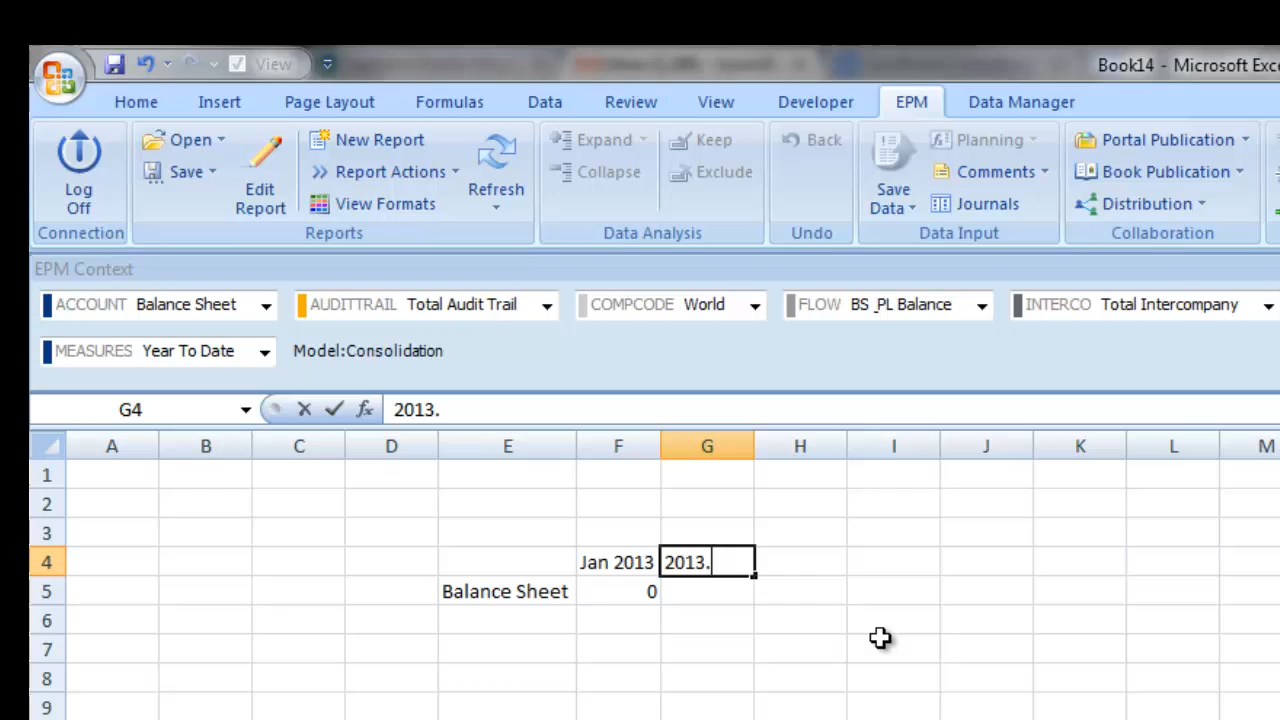 View
Book14 - Microsoft Exce
Home Insert Page Layout Formulas Data Review View Developer EPM Data Manager
Log Off
Connection
Open
Save
Edit Report
New Report
Report Actions
View Formats
Refresh
Reports
Expand
Collapse
Keep
Exclude
Data Analysis
Back
Undo
Save Data
Planning
Comments
Journals
Data Input
Portal Publication
Book Publication
Distribution
Collaboration
EPM Context
ACCOUNT Balance Sheet AUDITTRAIL Total Audit Trail COMPCODE World FLOW BS_PL Balance INTERCO Total Intercompany
MEASURES Year To Date Model:Consolidation
G4 fx 2013.
A B C D E F G H I J K L M
1
2
3
4 Jan 2013 2013.
5 Balance Sheet 0
6
7
8
9